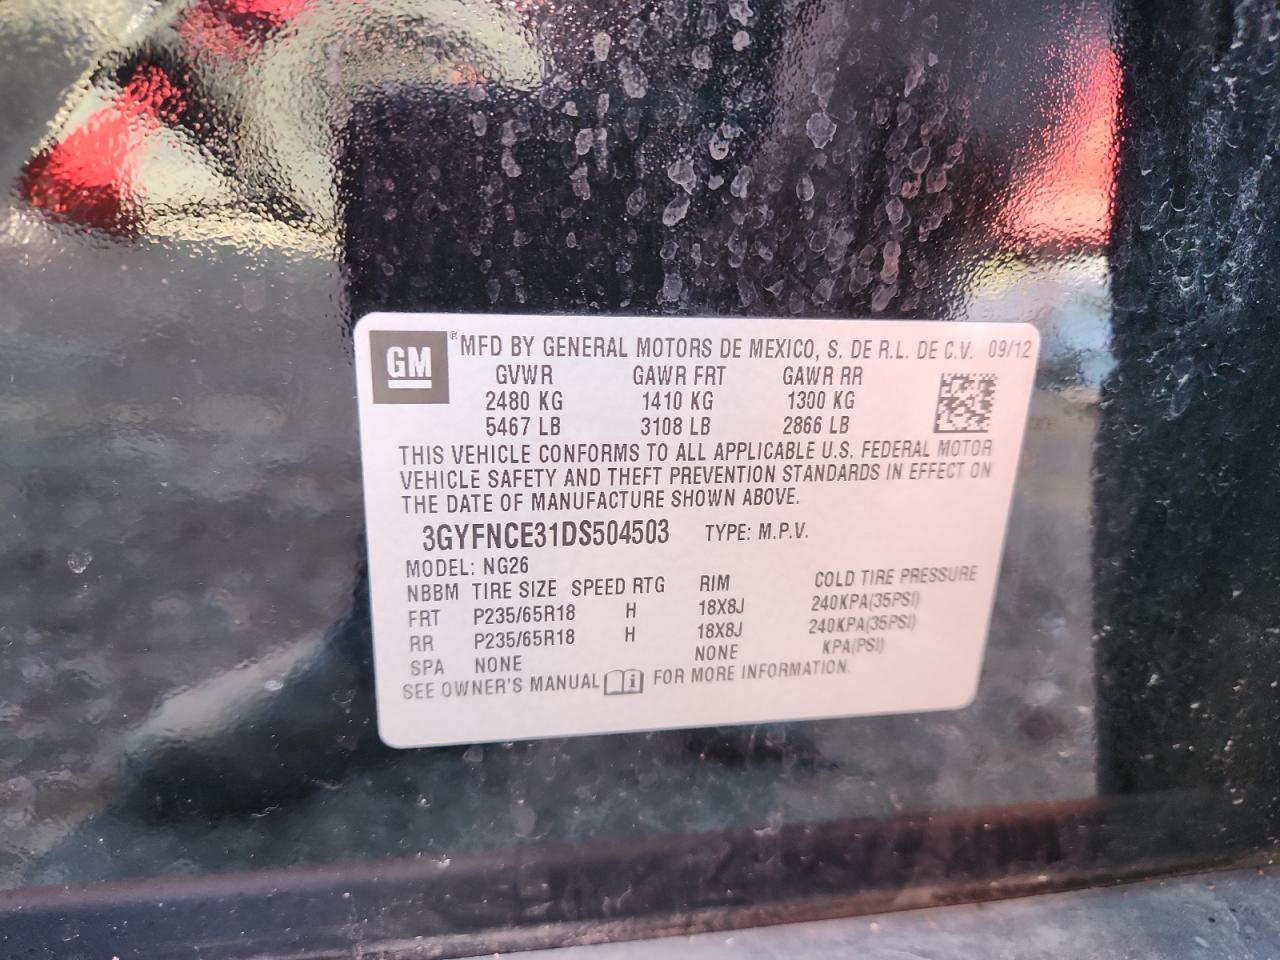 GM ® MFD BY GENERAL MOTORS DE MEXICO, S. DE R.L. DE C.V. 09/12
GVWR GAWR FRT GAWR RR
2480 KG 1410 KG 1300 KG
5467 LB 3108 LB 2866 LB
THIS VEHICLE CONFORMS TO ALL APPLICABLE U.S. FEDERAL MOTOR
VEHICLE SAFETY AND THEFT PREVENTION STANDARDS IN EFFECT ON
THE DATE OF MANUFACTURE SHOWN ABOVE.
3GYFNCE31DS504503 TYPE: M.P.V.
MODEL: NG26
NBBM TIRE SIZE SPEED RTG RIM COLD TIRE PRESSURE
FRT P235/65R18 H 18X8J 240KPA(35PSI)
RR P235/65R18 H 18X8J 240KPA(35PSI)
SPA NONE NONE KPA(PSI)
SEE OWNER'S MANUAL FOR MORE INFORMATION.